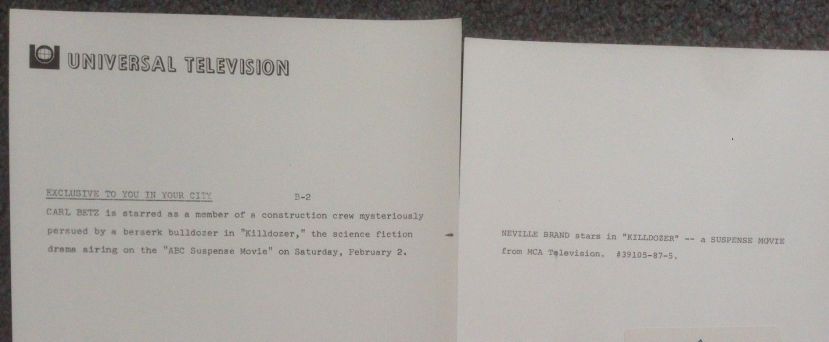 UNIVERSAL TELEVISION
EXCLUSIVE TO YOU IN YOUR CITY B-2
CARL BETZ is starred as a member of a construction crew mysteriously
persued by a berserk bulldozer in "Killdozer," the science fiction
drama airing on the "ABC Suspense Movie" on Saturday, February 2.
NEVILLE BRAND stars in "KILLDOZER" -- a SUSPENSE MOVIE
from MCA Television. #39105-87-5.